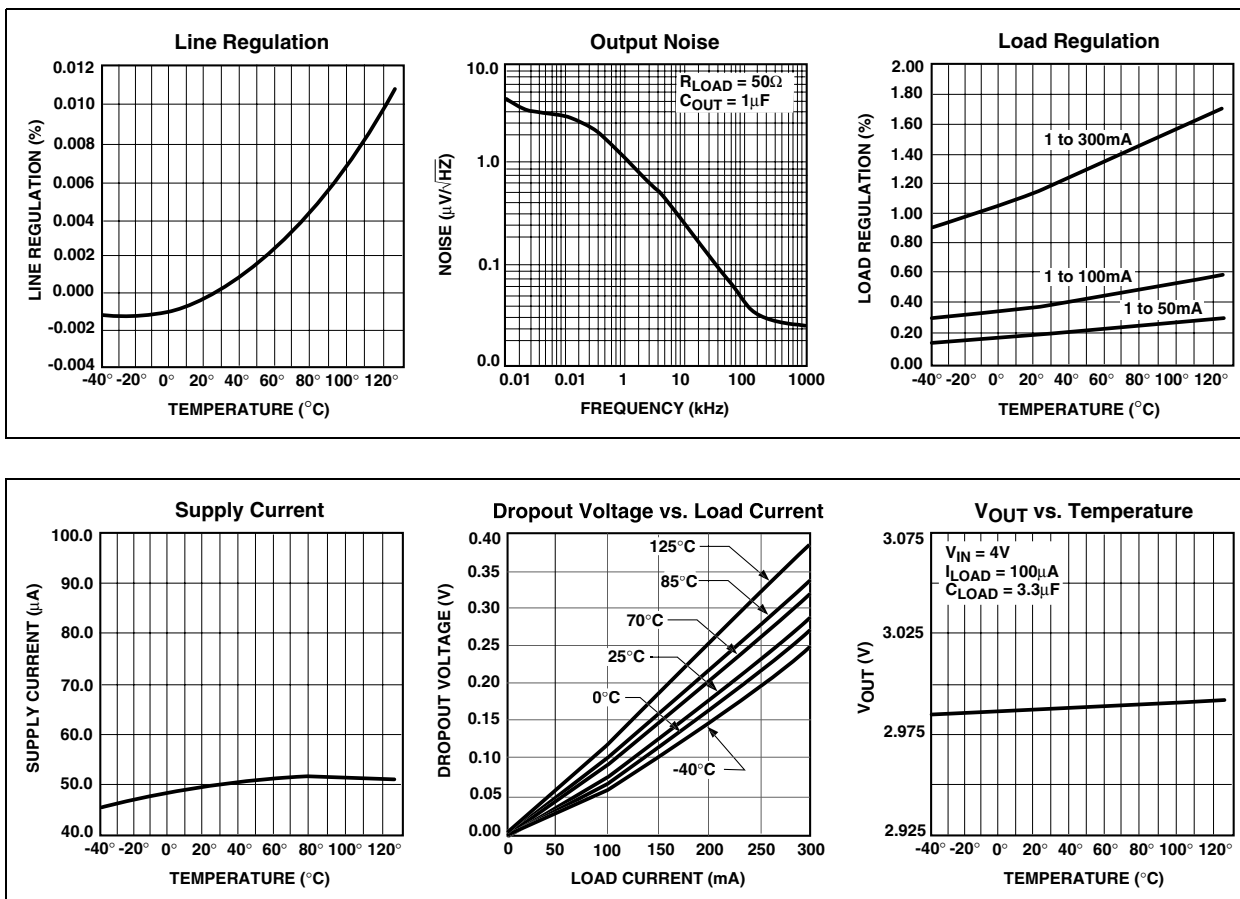 Line Regulation
0.012
0.010
0.008
0.006
0.004
0.002
0.000
-0.002
-0.004
LINE REGULATION (%)
-40° -20° 0° 20° 40° 60° 80° 100° 120°
TEMPERATURE (°C)
Output Noise
10.0
1.0
0.1
0.0
NOISE (μV/√HZ)
RLOAD = 50Ω
COUT = 1μF
0.01 0.01 1 10 100 1000
FREQUENCY (kHz)
Load Regulation
2.00
1.80
1.60
1.40
1.20
1.00
0.80
0.60
0.40
0.20
0.00
LOAD REGULATION (%)
1 to 300mA
1 to 100mA
1 to 50mA
-40° -20° 0° 20° 40° 60° 80° 100° 120°
TEMPERATURE (°C)
Supply Current
100.0
90.0
80.0
70.0
60.0
50.0
40.0
SUPPLY CURRENT (μA)
-40° -20° 0° 20° 40° 60° 80° 100° 120°
TEMPERATURE (°C)
Dropout Voltage vs. Load Current
0.40
0.35
0.30
0.25
0.20
0.15
0.10
0.05
0.00
DROPOUT VOLTAGE (V)
125°C
85°C
70°C
25°C
0°C
-40°C
0 50 100 150 200 250 300
LOAD CURRENT (mA)
VOUT vs. Temperature
3.075
3.025
2.975
2.925
VOUT (V)
VIN = 4V
ILOAD = 100μA
CLOAD = 3.3μF
-40° -20° 0° 20° 40° 60° 80° 100° 120°
TEMPERATURE (°C)